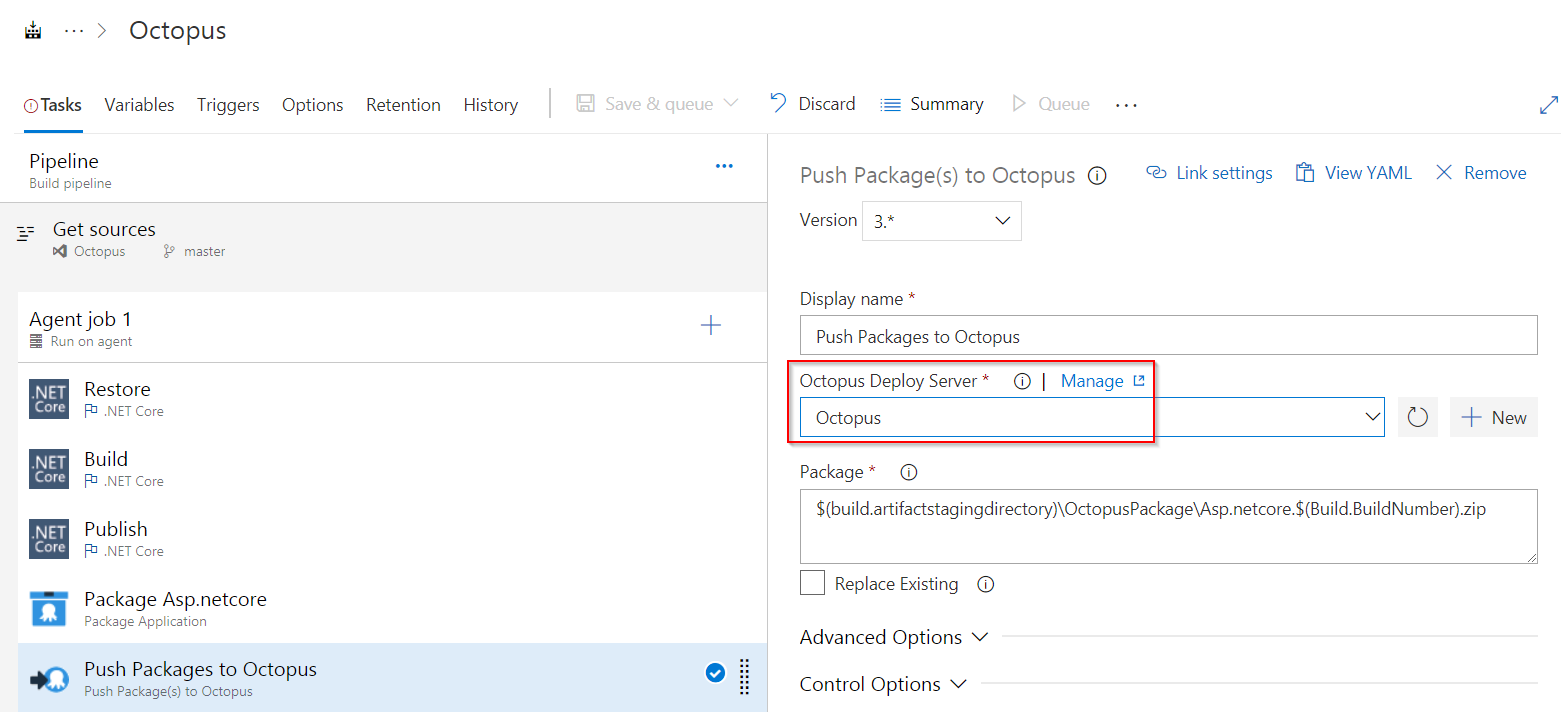 Octopus
Tasks Variables Triggers Options Retention History Save & queue Discard Summary Queue
Pipeline
Build pipeline
Get sources
Octopus master
Agent job 1
Run on agent
.NET Core
Restore
.NET Core
.NET Core
Build
.NET Core
.NET Core
Publish
.NET Core
Package Asp.netcore
Package Application
Push Packages to Octopus
Push Package(s) to Octopus
Push Package(s) to Octopus Link settings View YAML Remove
Version 3.*
Display name *
Push Packages to Octopus
Octopus Deploy Server * | Manage
Octopus New
Package *
$(build.artifactstagingdirectory)\OctopusPackage\Asp.netcore.$(Build.BuildNumber).zip
Replace Existing
Advanced Options
Control Options